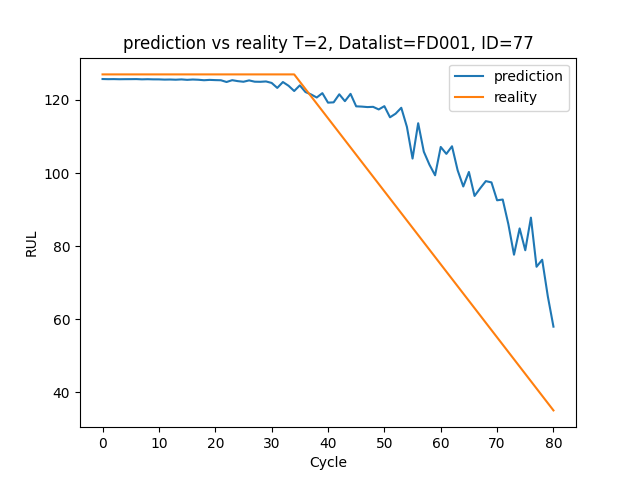 prediction vs reality T=2, Datalist=FD001, ID=77
prediction
reality
RUL
120
100
80
60
40
0 10 20 30 40 50 60 70 80
Cycle